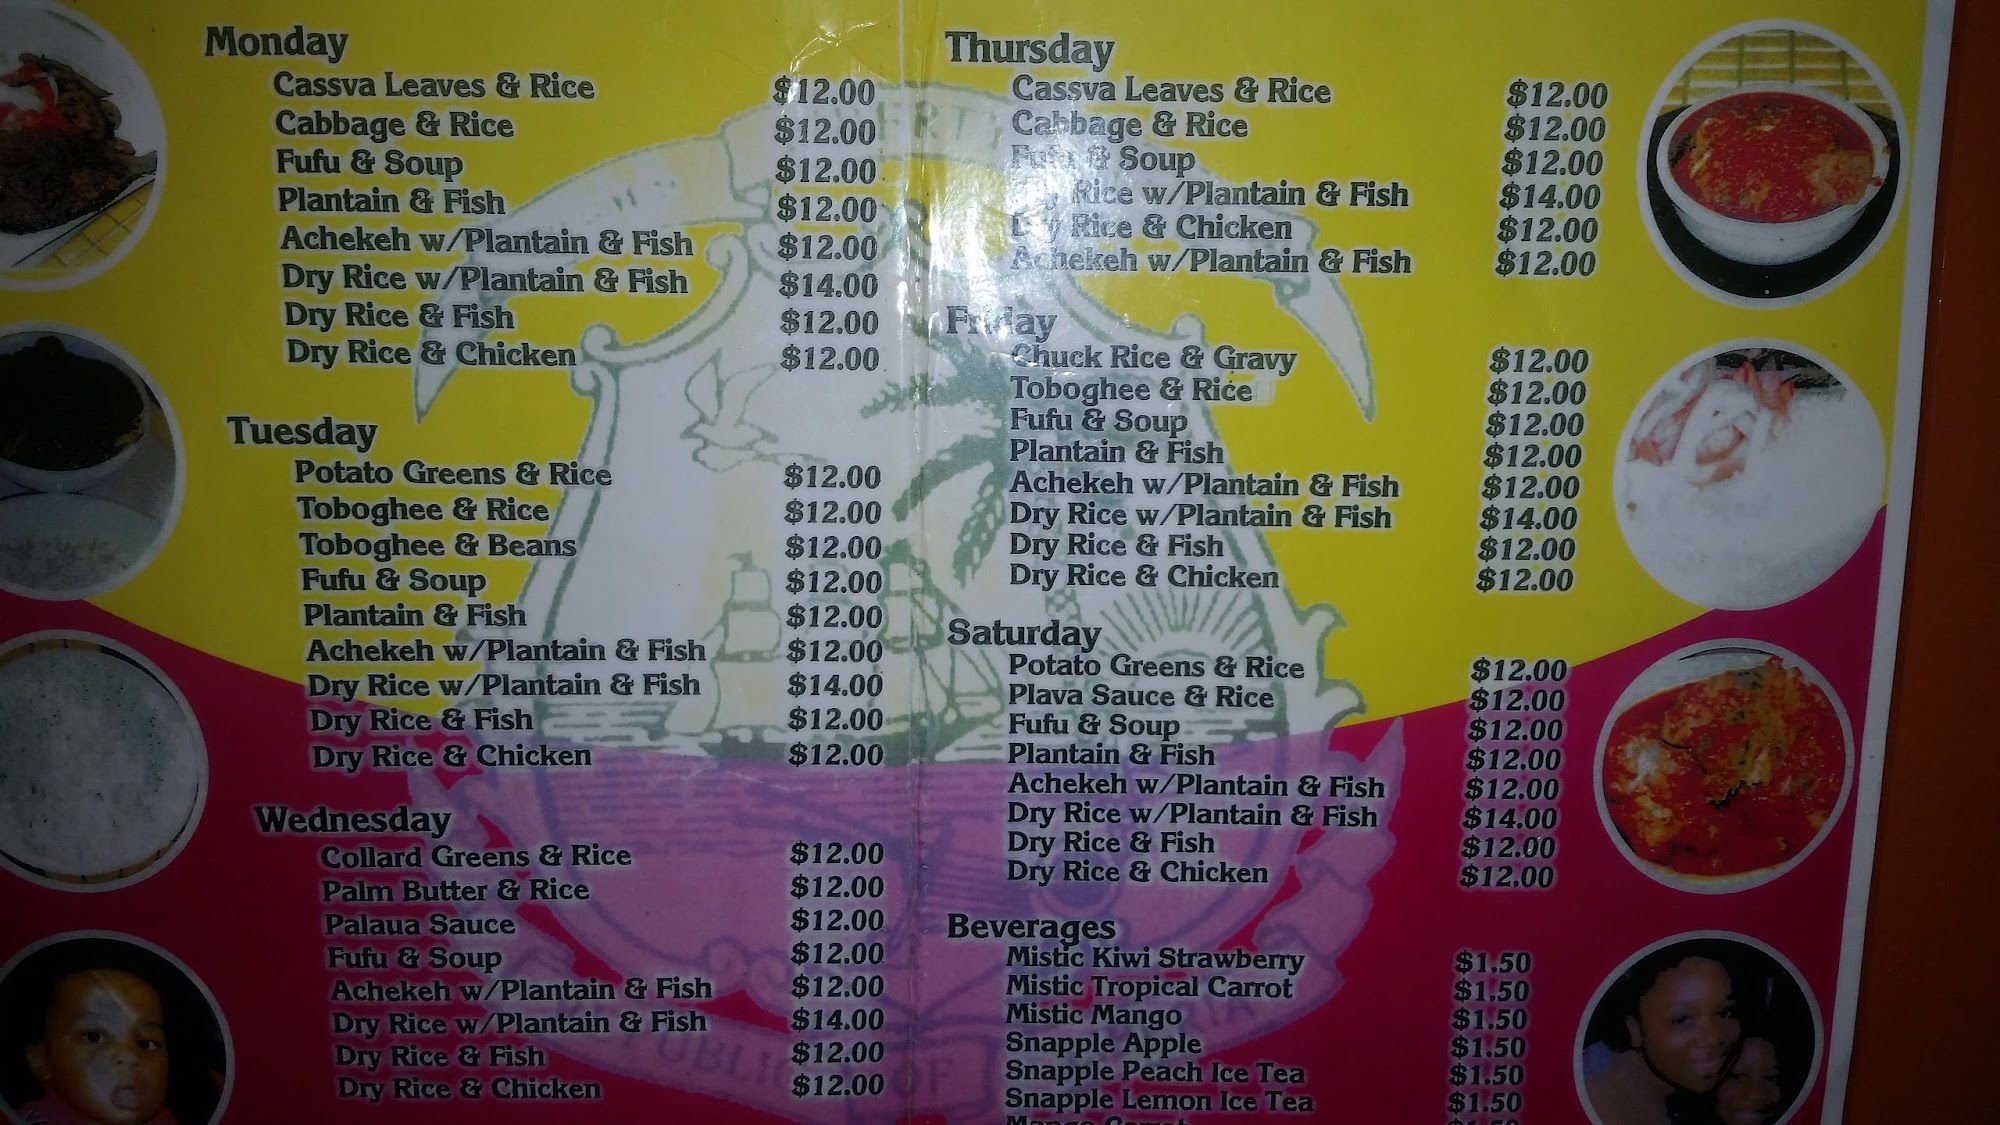 Monday
Cassva Leaves & Rice $12.00
Cabbage & Rice $12.00
Fufu & Soup $12.00
Plantain & Fish $12.00
Achekeh w/Plantain & Fish $12.00
Dry Rice w/Plantain & Fish $14.00
Dry Rice & Fish $12.00
Dry Rice & Chicken $12.00
Tuesday
Potato Greens & Rice $12.00
Toboghee & Rice $12.00
Toboghee & Beans $12.00
Fufu & Soup $12.00
Plantain & Fish $12.00
Achekeh w/Plantain & Fish $12.00
Dry Rice w/Plantain & Fish $14.00
Dry Rice & Fish $12.00
Dry Rice & Chicken $12.00
Wednesday
Collard Greens & Rice $12.00
Palm Butter & Rice $12.00
Palaua Sauce $12.00
Fufu & Soup $12.00
Achekeh w/Plantain & Fish $12.00
Dry Rice w/Plantain & Fish $14.00
Dry Rice & Fish $12.00
Dry Rice & Chicken $12.00
Thursday
Cassva Leaves & Rice $12.00
Cabbage & Rice $12.00
Fufu & Soup $12.00
Dry Rice w/Plantain & Fish $14.00
Dry Rice & Chicken $12.00
Achekeh w/Plantain & Fish $12.00
Friday
Chuck Rice & Gravy $12.00
Toboghee & Rice $12.00
Fufu & Soup $12.00
Plantain & Fish $12.00
Achekeh w/Plantain & Fish $12.00
Dry Rice w/Plantain & Fish $14.00
Dry Rice & Fish $12.00
Dry Rice & Chicken $12.00
Saturday
Potato Greens & Rice $12.00
Plava Sauce & Rice $12.00
Fufu & Soup $12.00
Plantain & Fish $12.00
Achekeh w/Plantain & Fish $12.00
Dry Rice w/Plantain & Fish $14.00
Dry Rice & Fish $12.00
Dry Rice & Chicken $12.00
Beverages
Mistic Kiwi Strawberry $1.50
Mistic Tropical Carrot $1.50
Mistic Mango $1.50
Snapple Apple $1.50
Snapple Peach Ice Tea $1.50
Snapple Lemon Ice Tea $1.50
Mango Carrot $1.50
REPUBLIC OF